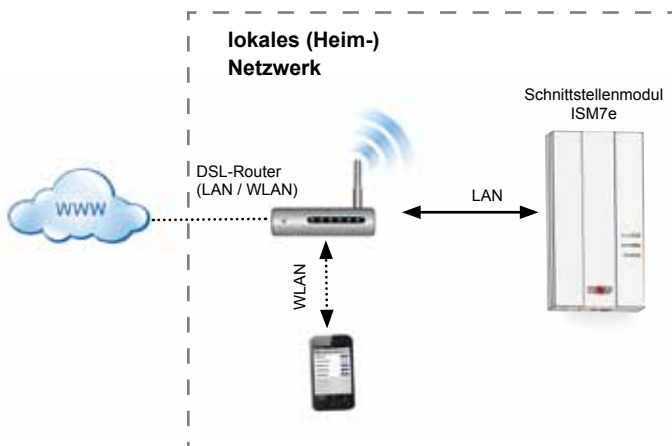 lokales (Heim-)
Netzwerk
Schnittstellenmodul
ISM7e
DSL-Router
(LAN / WLAN)
LAN
WWW
WLAN